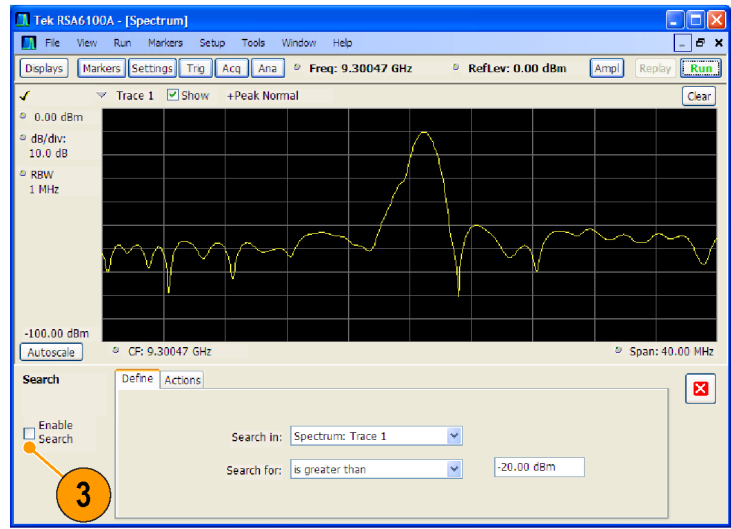 Tek RSA6100A - [Spectrum]
File View Run Markers Setup Tools Window Help
Displays Markers Settings Trig Acq Ana Freq: 9.30047 GHz RefLev: 0.00 dBm Ampl Replay Run
Trace 1 Show +Peak Normal Clear
0.00 dBm
dB/div:
10.0 dB
RBW
1 MHz
-100.00 dBm
Autoscale CF: 9.30047 GHz Span: 40.00 MHz
Search Define Actions
Enable
Search
Search in: Spectrum: Trace 1
Search for: is greater than -20.00 dBm
3